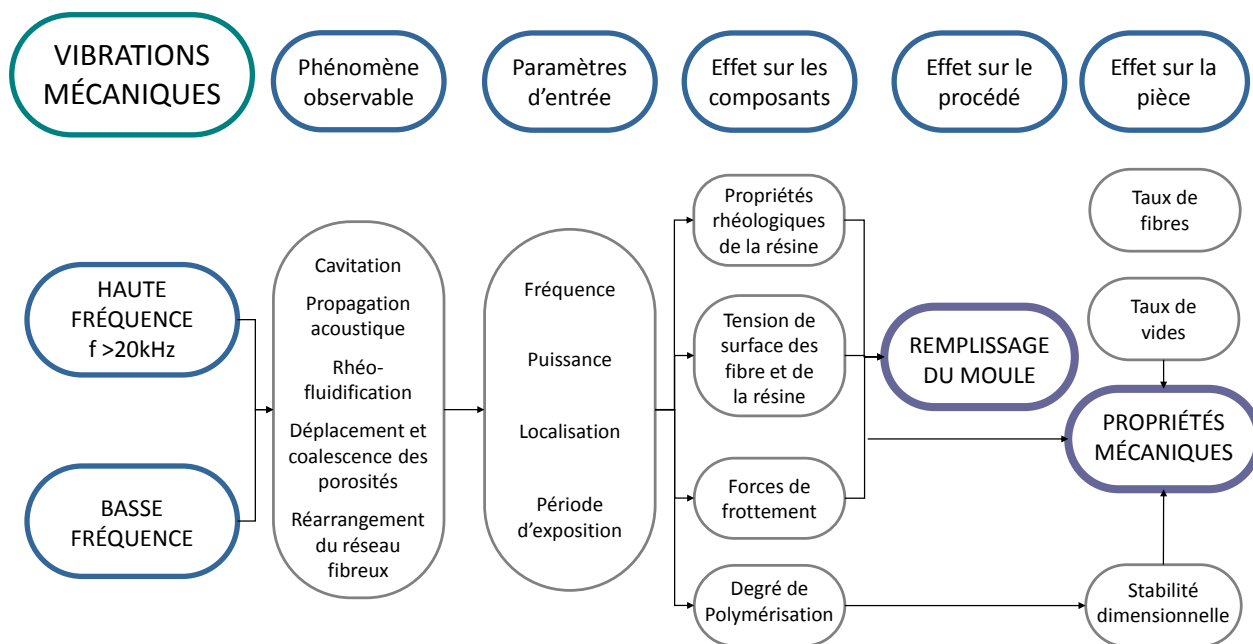 VIBRATIONS
MÉCANIQUES
Phénomène
observable
Paramètres
d'entrée
Effet sur les
composants
Effet sur le
procédé
Effet sur la
pièce
HAUTE
FRÉQUENCE
f >20kHz
BASSE
FRÉQUENCE
Cavitation
Propagation
acoustique
Rhéo-
fluidification
Déplacement et
coalescence des
porosités
Réarrangement
du réseau
fibreux
Fréquence
Puissance
Localisation
Période
d'exposition
Propriétés
rhéologiques
de la résine
Tension de
surface des
fibre et de
la résine
Forces de
frottement
Degré de
Polymérisation
REMPLISSAGE
DU MOULE
Taux de
fibres
Taux de
vides
PROPRIÉTÉS
MÉCANIQUES
Stabilité
dimensionnelle